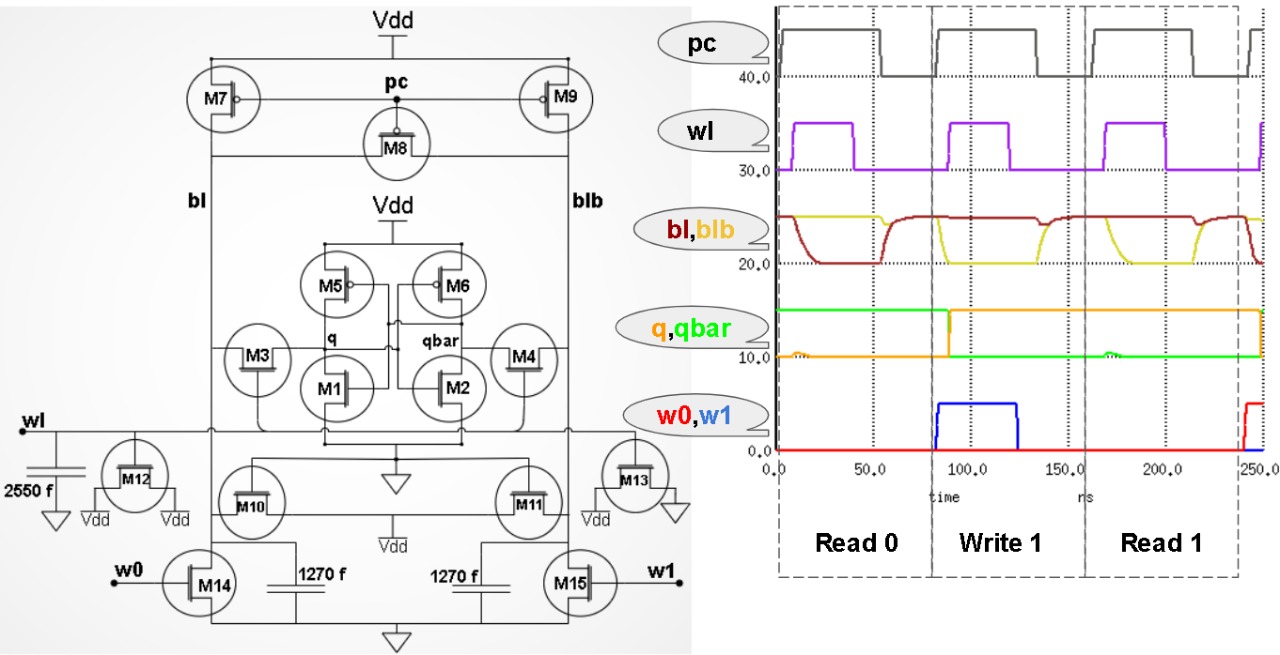 Vdd
M7
pc
M9
M8
bl
blb
Vdd
M5
M6
q
qbar
M3
M4
M1
M2
wl
2550 f
M12
M13
Vdd
Vdd
M10
M11
Vdd
Vdd
w0
M14
1270 f
1270 f
M15
w1
pc
40.0
wl
30.0
bl,blb
20.0
q,qbar
10.0
w0,w1
0.0
0.0 50.0 100.0 150.0 200.0 250.0
time ns
Read 0 Write 1 Read 1